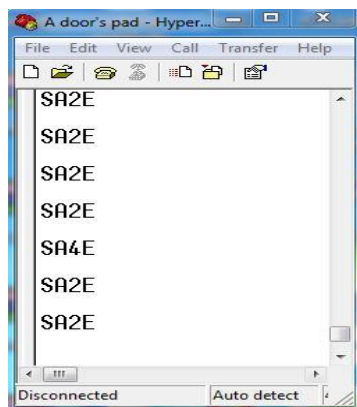 A door's pad - Hyper...
File Edit View Call Transfer Help
SA2E
SA2E
SA2E
SA2E
SA4E
SA2E
SA2E
Disconnected Auto detect